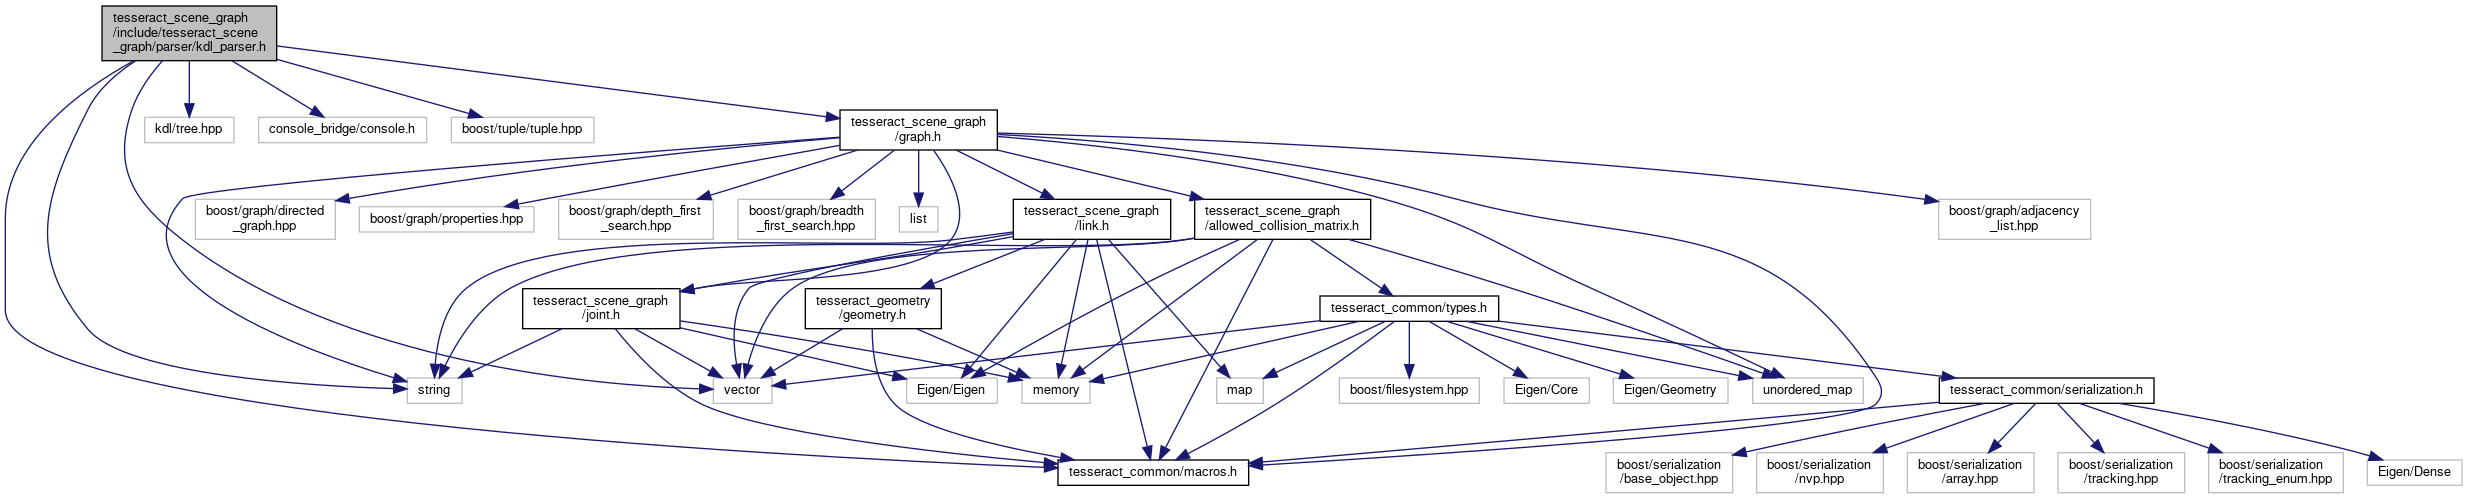 tesseract_scene_graph
/include/tesseract_scene
_graph/parser/kdl_parser.h
kdl/tree.hpp
console_bridge/console.h
boost/tuple/tuple.hpp
tesseract_scene_graph
/graph.h
boost/graph/directed
_graph.hpp
boost/graph/properties.hpp
boost/graph/depth_first
_search.hpp
boost/graph/breadth
_first_search.hpp
list
tesseract_scene_graph
/link.h
tesseract_scene_graph
/allowed_collision_matrix.h
boost/graph/adjacency
_list.hpp
tesseract_scene_graph
/joint.h
tesseract_geometry
/geometry.h
tesseract_common/types.h
string
vector
Eigen/Eigen
memory
map
boost/filesystem.hpp
Eigen/Core
Eigen/Geometry
unordered_map
tesseract_common/serialization.h
tesseract_common/macros.h
boost/serialization
/base_object.hpp
boost/serialization
/nvp.hpp
boost/serialization
/array.hpp
boost/serialization
/tracking.hpp
boost/serialization
/tracking_enum.hpp
Eigen/Dense